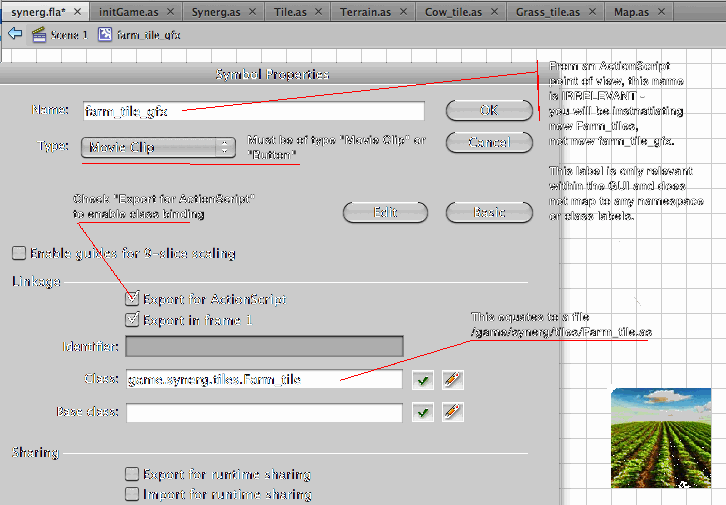 synerg.fla* × initGame.as × Synerg.as × Tile.as × Terrain.as × Cow_tile.as × Grass_tile.as × Map.as ×
Scene 1 farm_tile_gfx
Symbol Properties
From an ActionScript
point of view, this name
is IRRELEVANT -
you will be instnatiating
new Farm_tiles,
not new farm_tile_gfx.
This label is only relevant
within the GUI and does
not map to any namespace
or class labels.
Name: farm_tile_gfx OK
Type: Movie Clip Must be of type "Movie Clip" or
"Button"
Cancel
Check "Export for ActionScript"
to enable class binding
Edit Basic
Enable guides for 9-slice scaling
Linkage
Export for ActionScript
Export in frame 1
This equates to a file
/game/synerg/tiles/Farm_tile.as
Identifier:
Class: game.synerg.tiles.Farm_tile
Base class:
Sharing
Export for runtime sharing
Import for runtime sharing